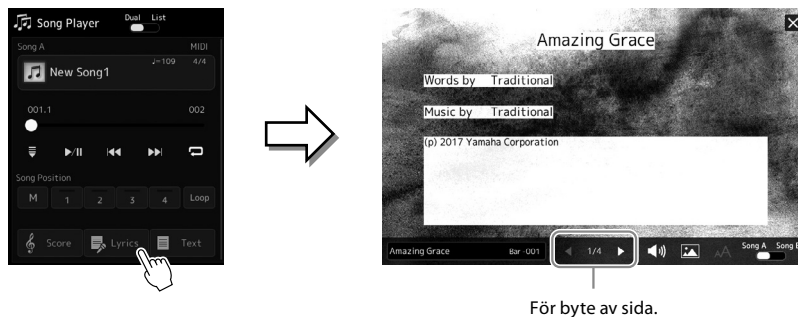 Song Player
Dual List
Song A MIDI
New Song1 ♩=109 4/4
001.1 002
Song Position
M 1 2 3 4 Loop
Score Lyrics Text
Amazing Grace
Words by Traditional
Music by Traditional
(p) 2017 Yamaha Corporation
Amazing Grace Bar -001 1/4 AA Song A Song B
För byte av sida.